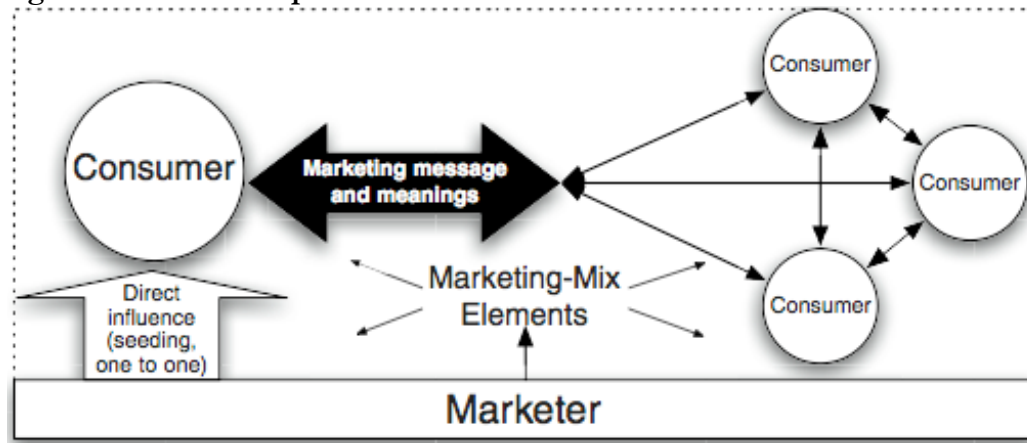 Consumer
Consumer
Marketing message
and meanings
Consumer
Consumer
Marketing-Mix
Elements
Direct
influence
(seeding,
one to one)
Marketer